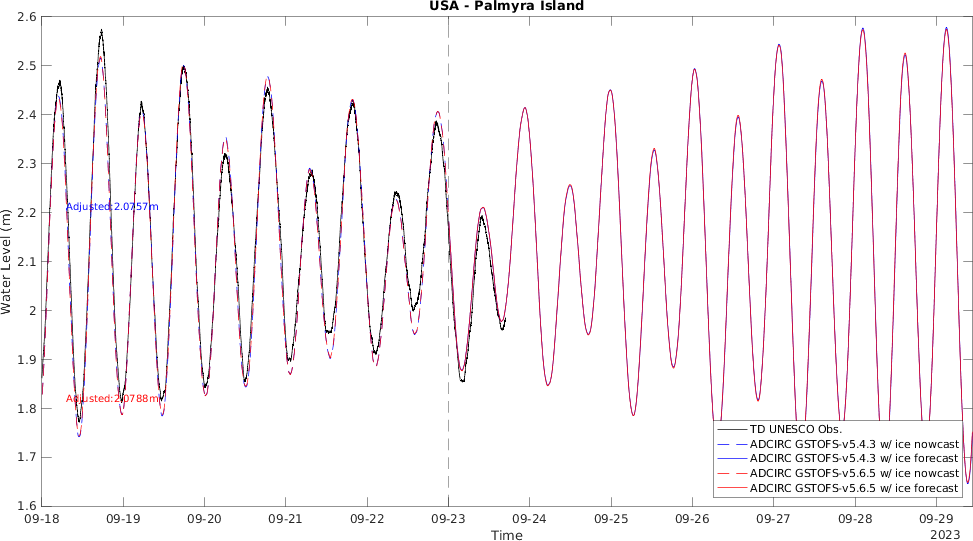 USA - Palmyra Island
2.6
2.5
2.4
2.3
2.2
2.1
2
1.9
1.8
1.7
1.6
Water Level (m)
Adjusted:2.0757m
Adjusted:2.0788m
TD UNESCO Obs.
ADCIRC GSTOFS-v5.4.3 w/ ice nowcast
ADCIRC GSTOFS-v5.4.3 w/ ice forecast
ADCIRC GSTOFS-v5.6.5 w/ ice nowcast
ADCIRC GSTOFS-v5.6.5 w/ ice forecast
09-18 09-19 09-20 09-21 09-22 09-23 09-24 09-25 09-26 09-27 09-28 09-29
2023
Time